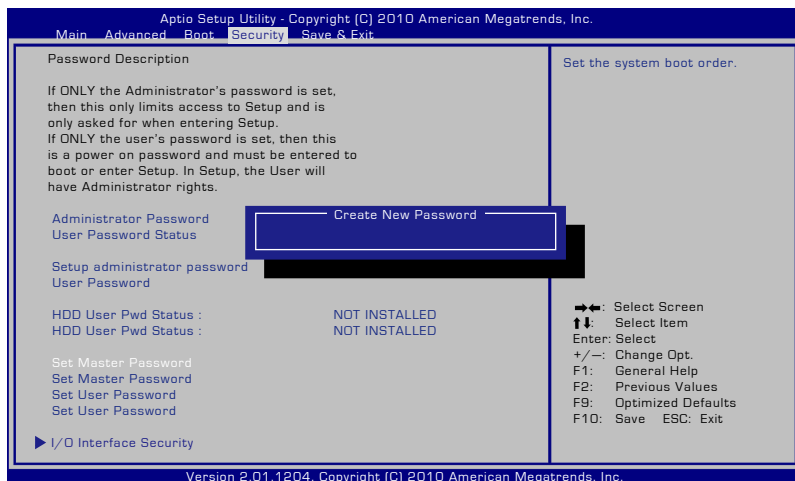 Aptio Setup Utility - Copyright (C) 2010 American Megatrends, Inc.
Main Advanced Boot Security Save & Exit
Password Description
If ONLY the Administrator's password is set,
then this only limits access to Setup and is
only asked for when entering Setup.
If ONLY the user's password is set, then this
is a power on password and must be entered to
boot or enter Setup. In Setup, the User will
have Administrator rights.
Administrator Password
User Password Status
Create New Password
Setup administrator password
User Password
HDD User Pwd Status : NOT INSTALLED
HDD User Pwd Status : NOT INSTALLED
Set Master Password
Set Master Password
Set User Password
Set User Password
I/O Interface Security
Set the system boot order.
→←: Select Screen
↑↓: Select Item
Enter: Select
+/—: Change Opt.
F1: General Help
F2: Previous Values
F9: Optimized Defaults
F10: Save ESC: Exit
Version 2.01.1204. Copyright (C) 2010 American Megatrends, Inc.